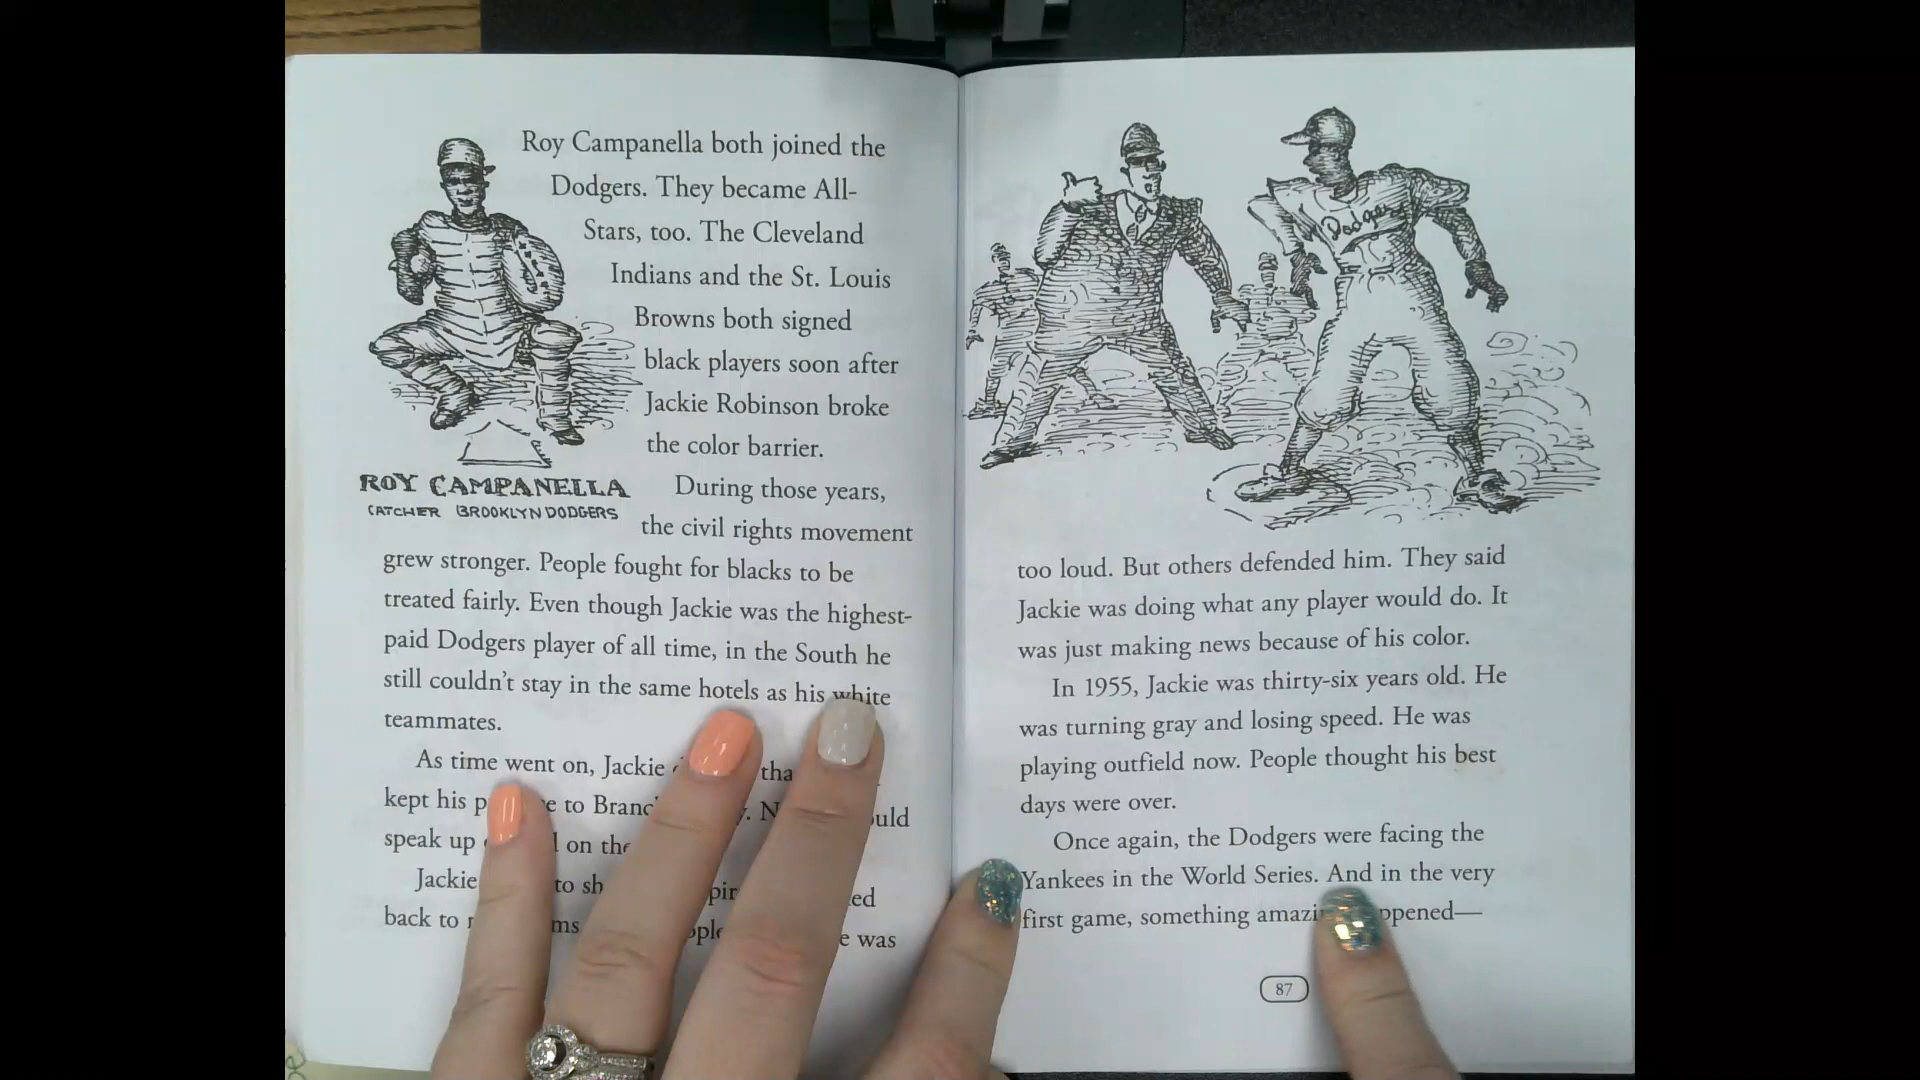 Roy Campanella both joined the
Dodgers. They became All-
Stars, too. The Cleveland
Indians and the St. Louis
Browns both signed
black players soon after
Jackie Robinson broke
the color barrier.
ROY CAMPANELLA
CATCHER BROOKLYN DODGERS
During those years,
the civil rights movement
grew stronger. People fought for blacks to be
treated fairly. Even though Jackie was the highest-
paid Dodgers player of all time, in the South he
still couldn't stay in the same hotels as his white
teammates.
As time went on, Jackie
kept his to
speak up on
Jackie to
back to was
Dodgers
too loud. But others defended him. They said
Jackie was doing what any player would do. It
was just making news because of his color.
In 1955, Jackie was thirty-six years old. He
was turning gray and losing speed. He was
playing outfield now. People thought his best
days were over.
Once again, the Dodgers were facing the
Yankees in the World Series. And in the very
first game, something
87